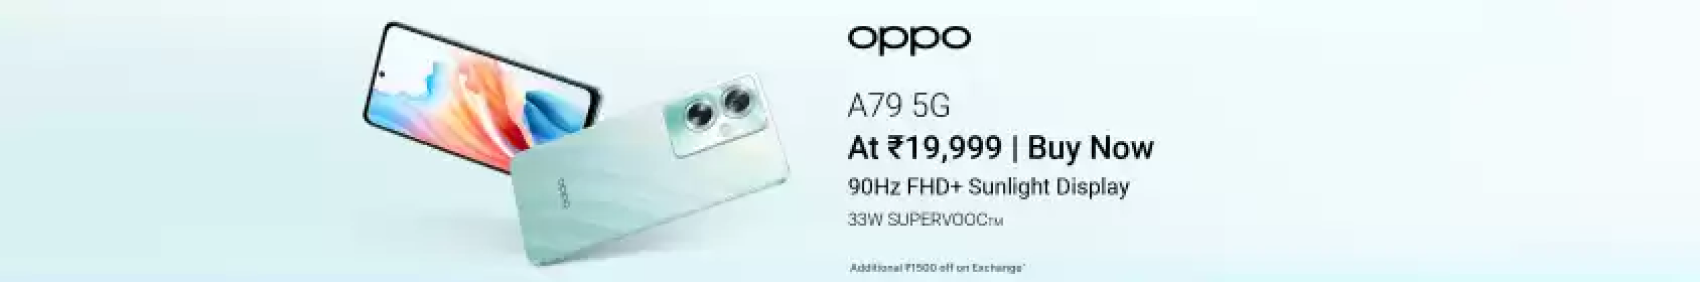 oppo
A79 5G
At ₹19,999 | Buy Now
90Hz FHD+ Sunlight Display
33W SUPERVOOC™
Additional ₹1500 off on Exchange*
oppo